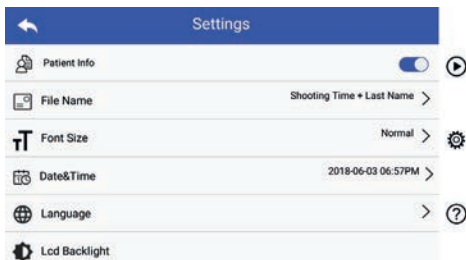 Settings
Patient Info
File Name Shooting Time + Last Name
Font Size Normal
Date&Time 2018-06-03 06:57PM
Language
Lcd Backlight